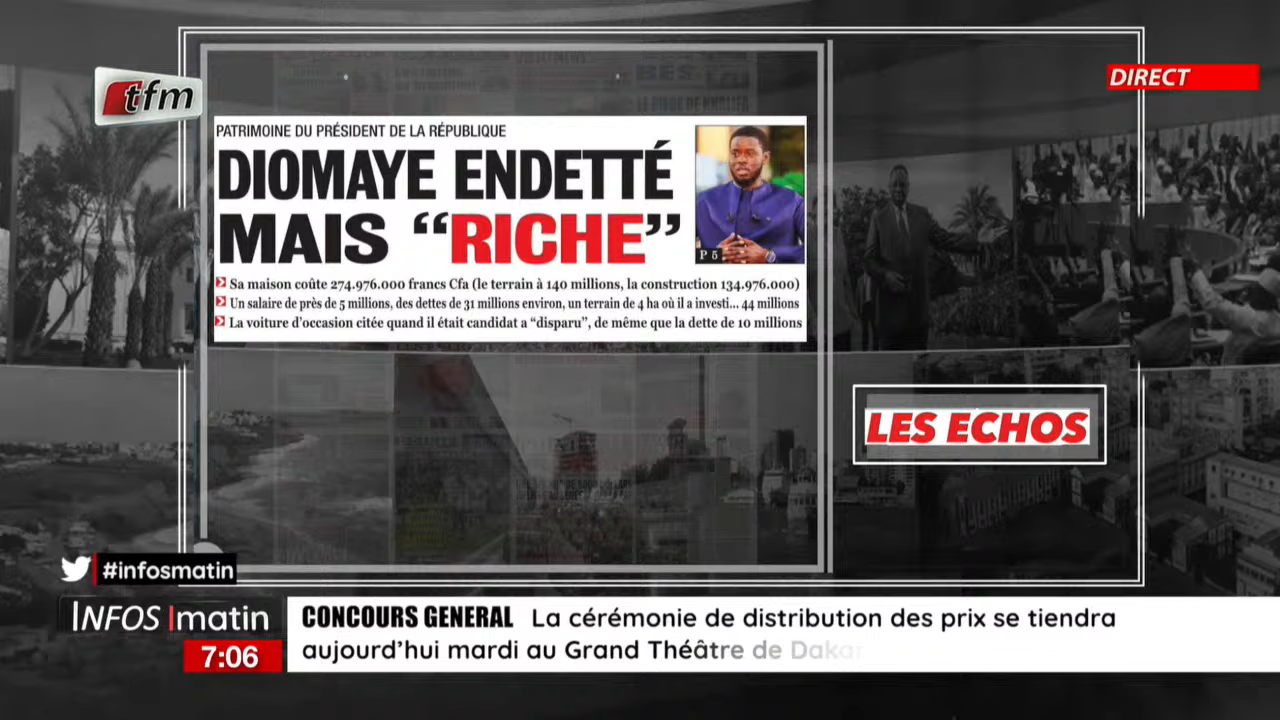 tfm
DIRECT
PATRIMOINE DU PRÉSIDENT DE LA RÉPUBLIQUE
DIOMAYE ENDETTÉ
MAIS “RICHE”
P 5
Sa maison coûte 274.976.000 francs Cfa (le terrain à 140 millions, la construction 134.976.000)
Un salaire de près de 5 millions, des dettes de 31 millions environ, un terrain de 4 ha où il a investi... 44 millions
La voiture d’occasion citée quand il était candidat a “disparu”, de même que la dette de 10 millions
LES ECHOS
#infosmatin
INFOS matin
7:06
CONCOURS GENERAL La cérémonie de distribution des prix se tiendra
aujourd’hui mardi au Grand Théâtre de Dakar